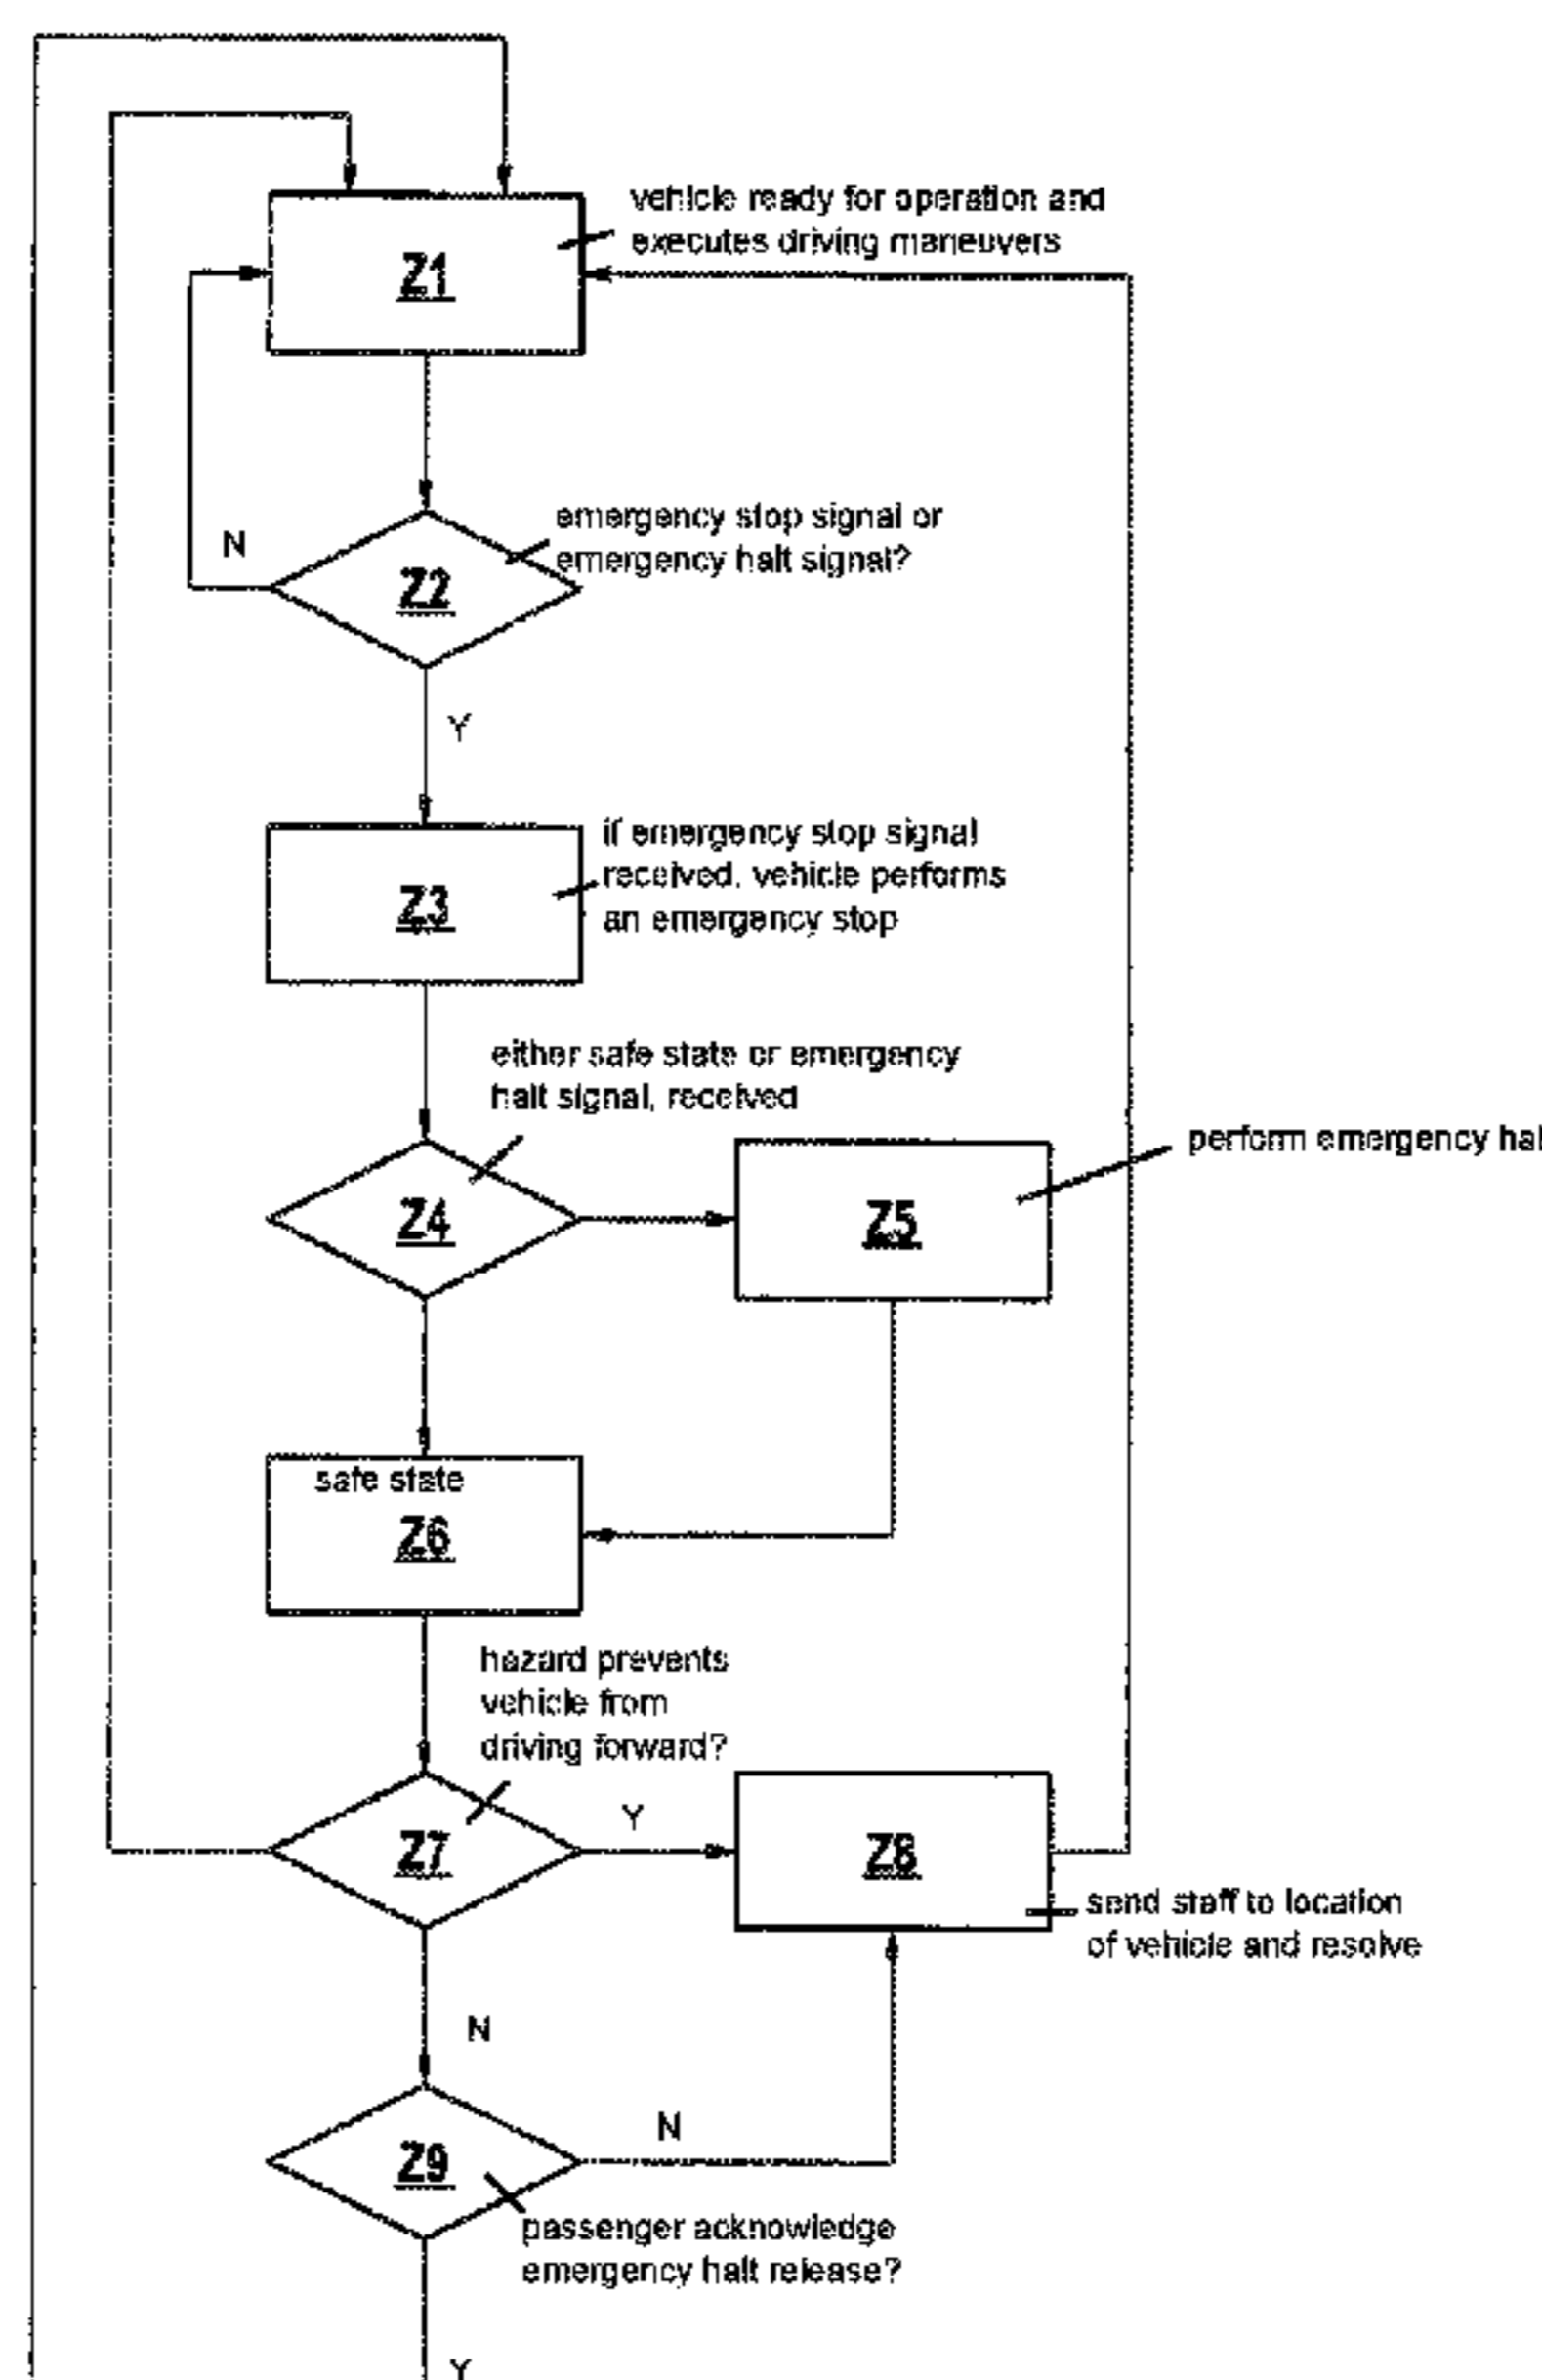 vehicle ready for operation and
executes driving maneuvers
Z1
emergency stop signal or
emergency halt signal?
N
Z2
Y
if emergency stop signal
received, vehicle performs
an emergency stop
Z3
either safe state or emergency
halt signal, received
perform emergency hal
Z4
Z5
safe state
Z6
hazard prevents
vehicle from
driving forward?
Y
Z7
Z8
send staff to location
of vehicle and resolve
N
N
Z9
passenger acknowledge
emergency halt release?
Y